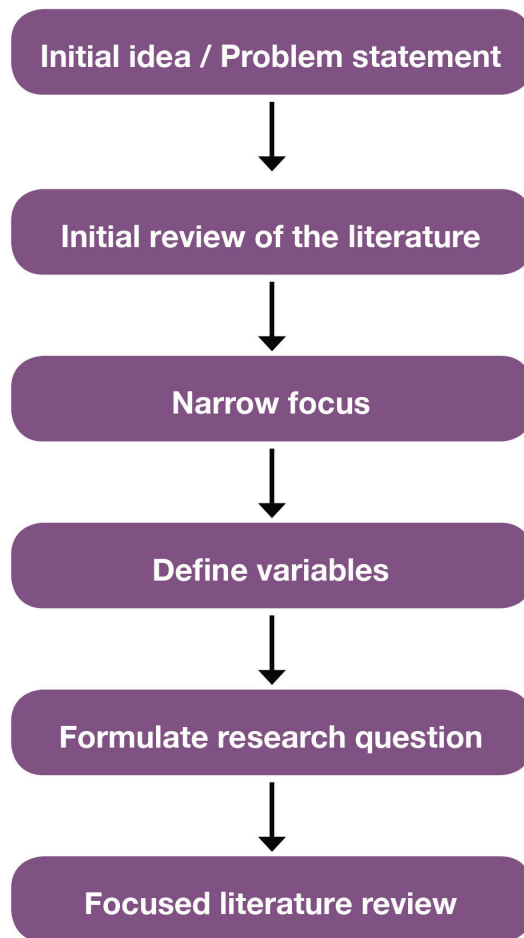 Initial idea / Problem statement
Initial review of the literature
Narrow focus
Define variables
Formulate research question
Focused literature review